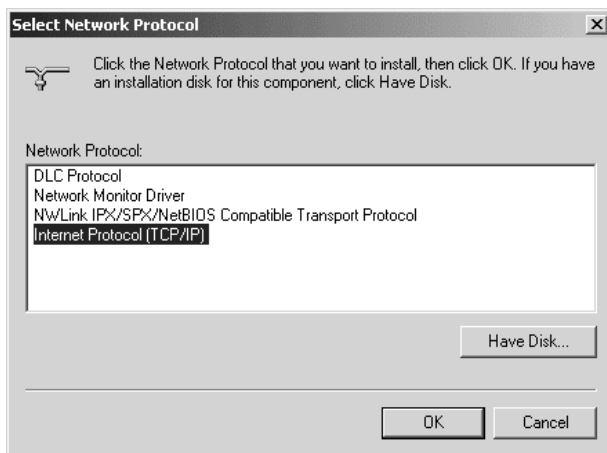 Select Network Protocol
Click the Network Protocol that you want to install, then click OK. If you have
an installation disk for this component, click Have Disk.
Network Protocol:
DLC Protocol
Network Monitor Driver
NWLink IPX/SPX/NetBIOS Compatible Transport Protocol
Internet Protocol (TCP/IP)
Have Disk...
OK
Cancel